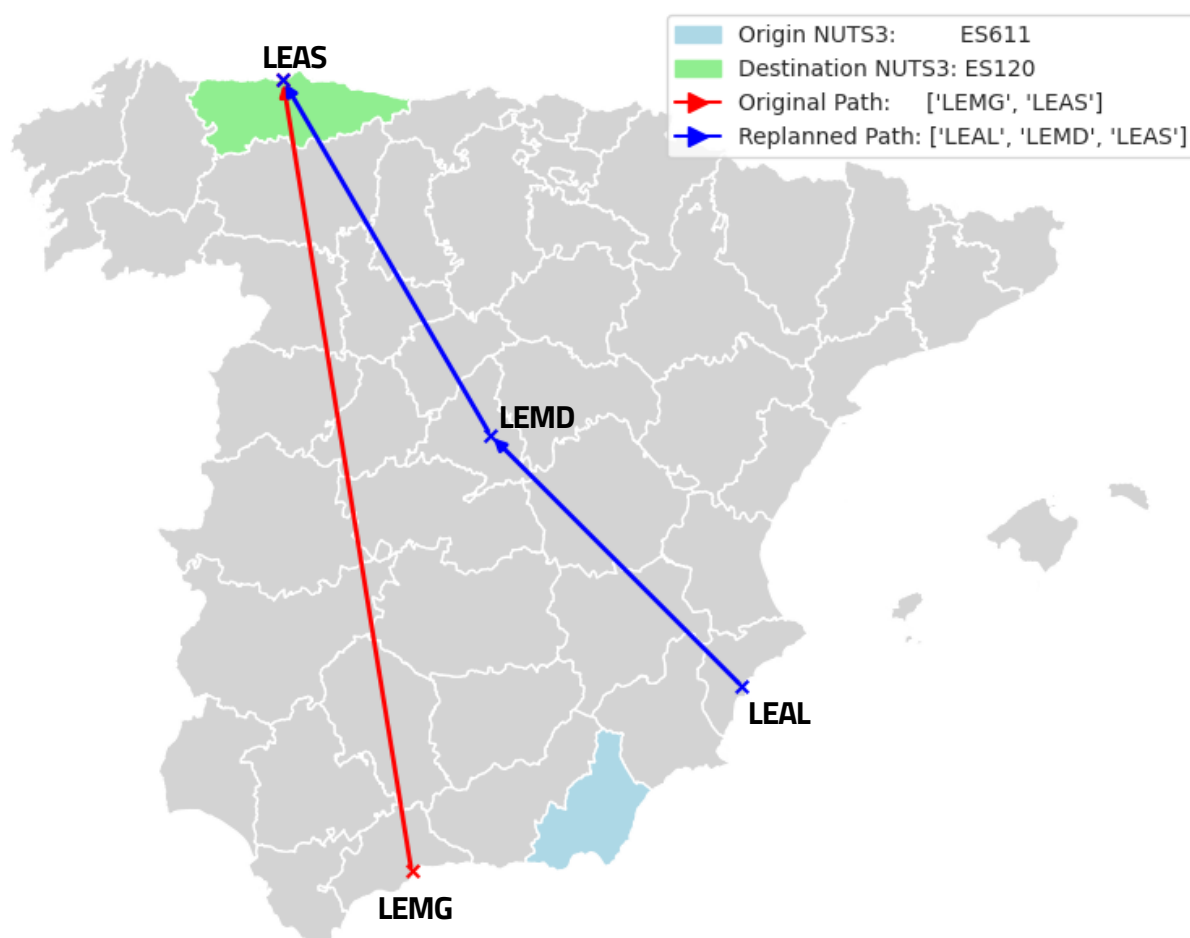 LEAS
Origin NUTS3: ES611
Destination NUTS3: ES120
Original Path: ['LEMG', 'LEAS']
Replanned Path: ['LEAL', 'LEMD', 'LEAS']
LEMD
LEAL
LEMG